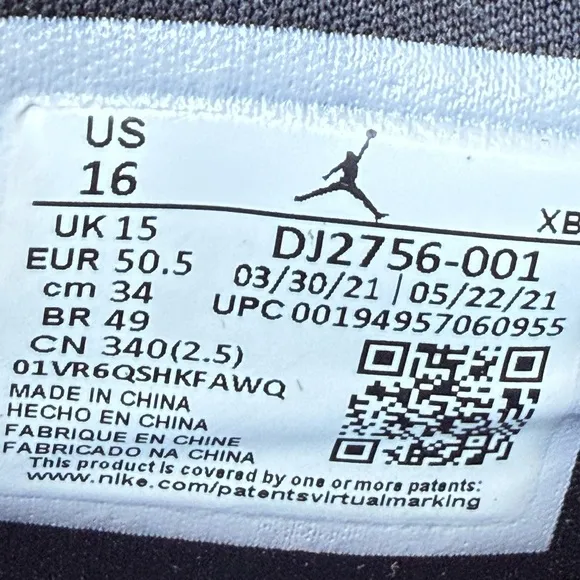 US
16
XB
UK 15
DJ2756-001
EUR 50.5
03/30/21 | 05/22/21
cm 34
UPC 00194957060955
BR 49
CN 340(2.5)
01VR6QSHKFAWQ
MADE IN CHINA
HECHO EN CHINA
FABRIQUE EN CHINE
FABRICADO NA CHINA
This product is covered by one or more patents:
www.nike.com/patentsvirtualmarking